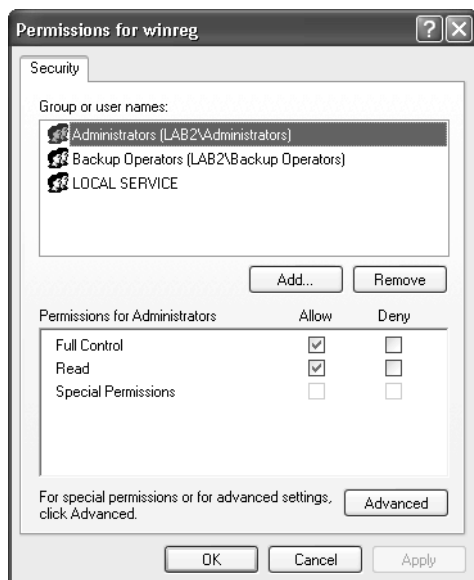 Permissions for winreg
Security
Group or user names:
Administrators (LAB2\Administrators)
Backup Operators (LAB2\Backup Operators)
LOCAL SERVICE
Add... Remove
Permissions for Administrators Allow Deny
Full Control
Read
Special Permissions
For special permissions or for advanced settings,
click Advanced.
Advanced
OK Cancel Apply